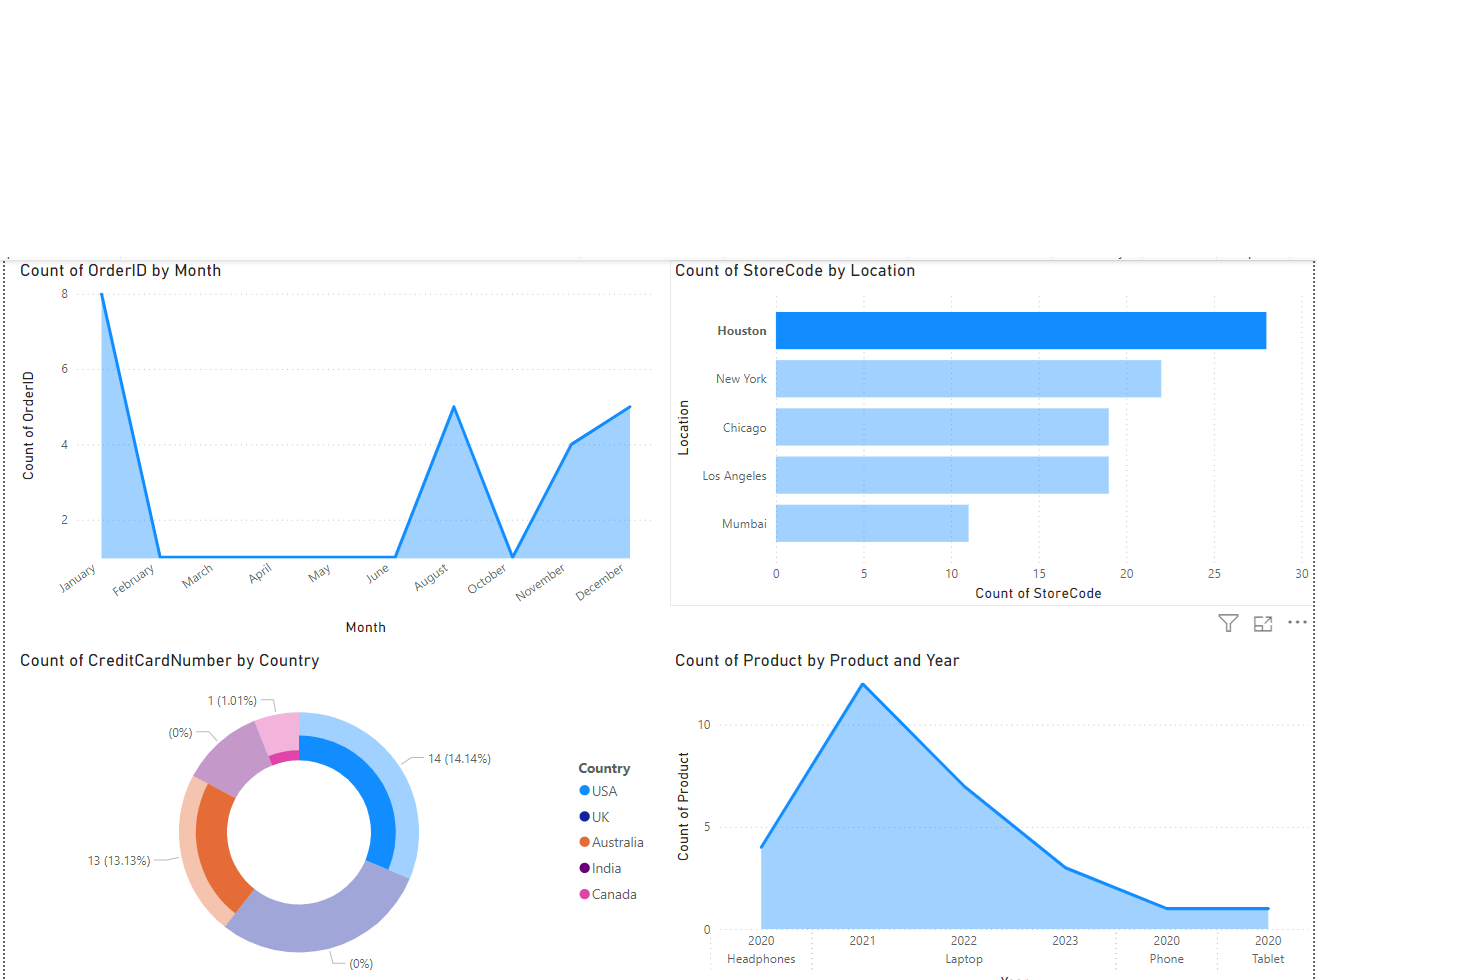 Count of OrderID by Month
Count of OrderID
8
6
4
2
January
February
March
April
May
June
August
October
November
December
Month
Count of StoreCode by Location
Location
Houston
New York
Chicago
Los Angeles
Mumbai
0
5
10
15
20
25
30
Count of StoreCode
Count of CreditCardNumber by Country
1 (1.01%)
(0%)
14 (14.14%)
13 (13.13%)
(0%)
Country
USA
UK
Australia
India
Canada
Count of Product by Product and Year
Count of Product
10
5
0
2020
2021
2022
2023
2020
2020
Headphones
Laptop
Phone
Tablet